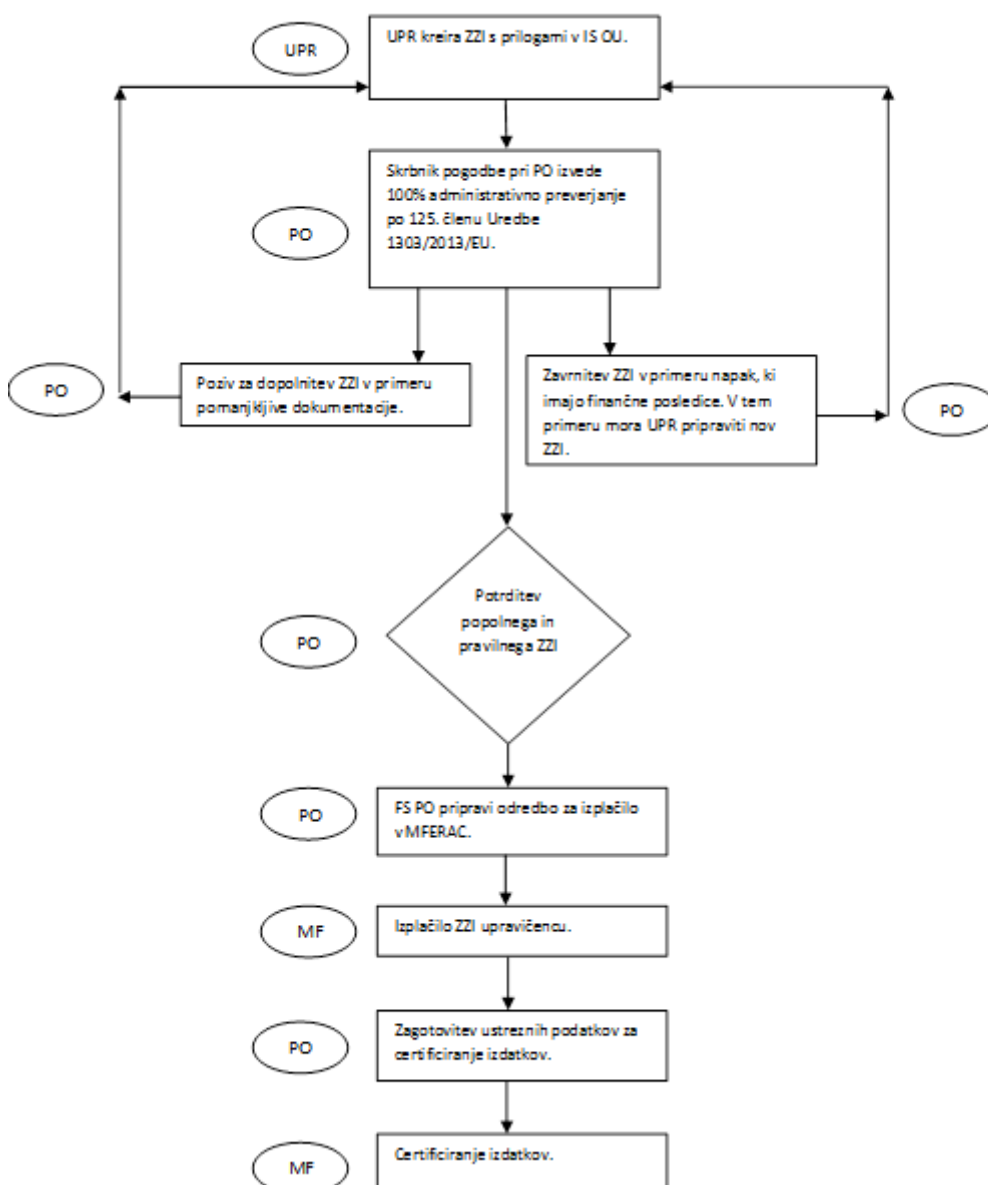 UPR
UPR kreira ZZI s prilogami v IS OU.
PO
Skrbnik pogodbe pri PO izvede
100% administrativno preverjanje
po 125. členu Uredbe
1303/2013/EU.
PO
Poziv za dopolnitev ZZI v primeru
pomanjkljive dokumentacije.
Zavrnitev ZZI v primeru napak, ki
imajo finančne posledice. V tem
primeru mora UPR pripraviti nov
ZZI.
PO
PO
Potrditev
popolnega in
pravilnega ZZI
PO
FS PO pripravi odredbo za izplačilo
v MFERAC.
MF
Izplačilo ZZI upravičencu.
PO
Zagotovitev ustreznih podatkov za
certificiranje izdatkov.
MF
Certificiranje izdatkov.